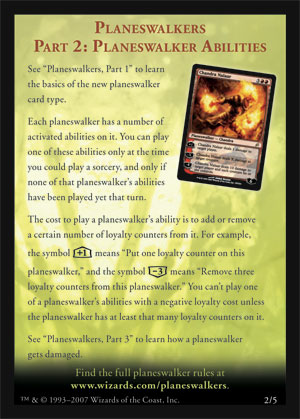 PLANESWALKERS
PART 2: PLANESWALKER ABILITIES
See “Planeswalkers, Part 1” to learn
the basics of the new planeswalker
card type.
Chandra Nalaar
Planeswalker — Chandra
Each planeswalker has a number of
activated abilities on it. You can play
one of these abilities only at the time
you could play a sorcery, and only if
none of that planeswalker’s abilities
have been played yet that turn.
The cost to play a planeswalker’s ability is to add or remove
a certain number of loyalty counters from it. For example,
the symbol +1 means “Put one loyalty counter on this
planeswalker,” and the symbol -3 means “Remove three
loyalty counters from this planeswalker.” You can’t play one
of a planeswalker’s abilities with a negative loyalty cost unless
the planeswalker has at least that many loyalty counters on it.
See “Planeswalkers, Part 3” to learn how a planeswalker
gets damaged.
Find the full planeswalker rules at
www.wizards.com/planeswalkers.
™ & © 1993–2007 Wizards of the Coast, Inc.
2/5